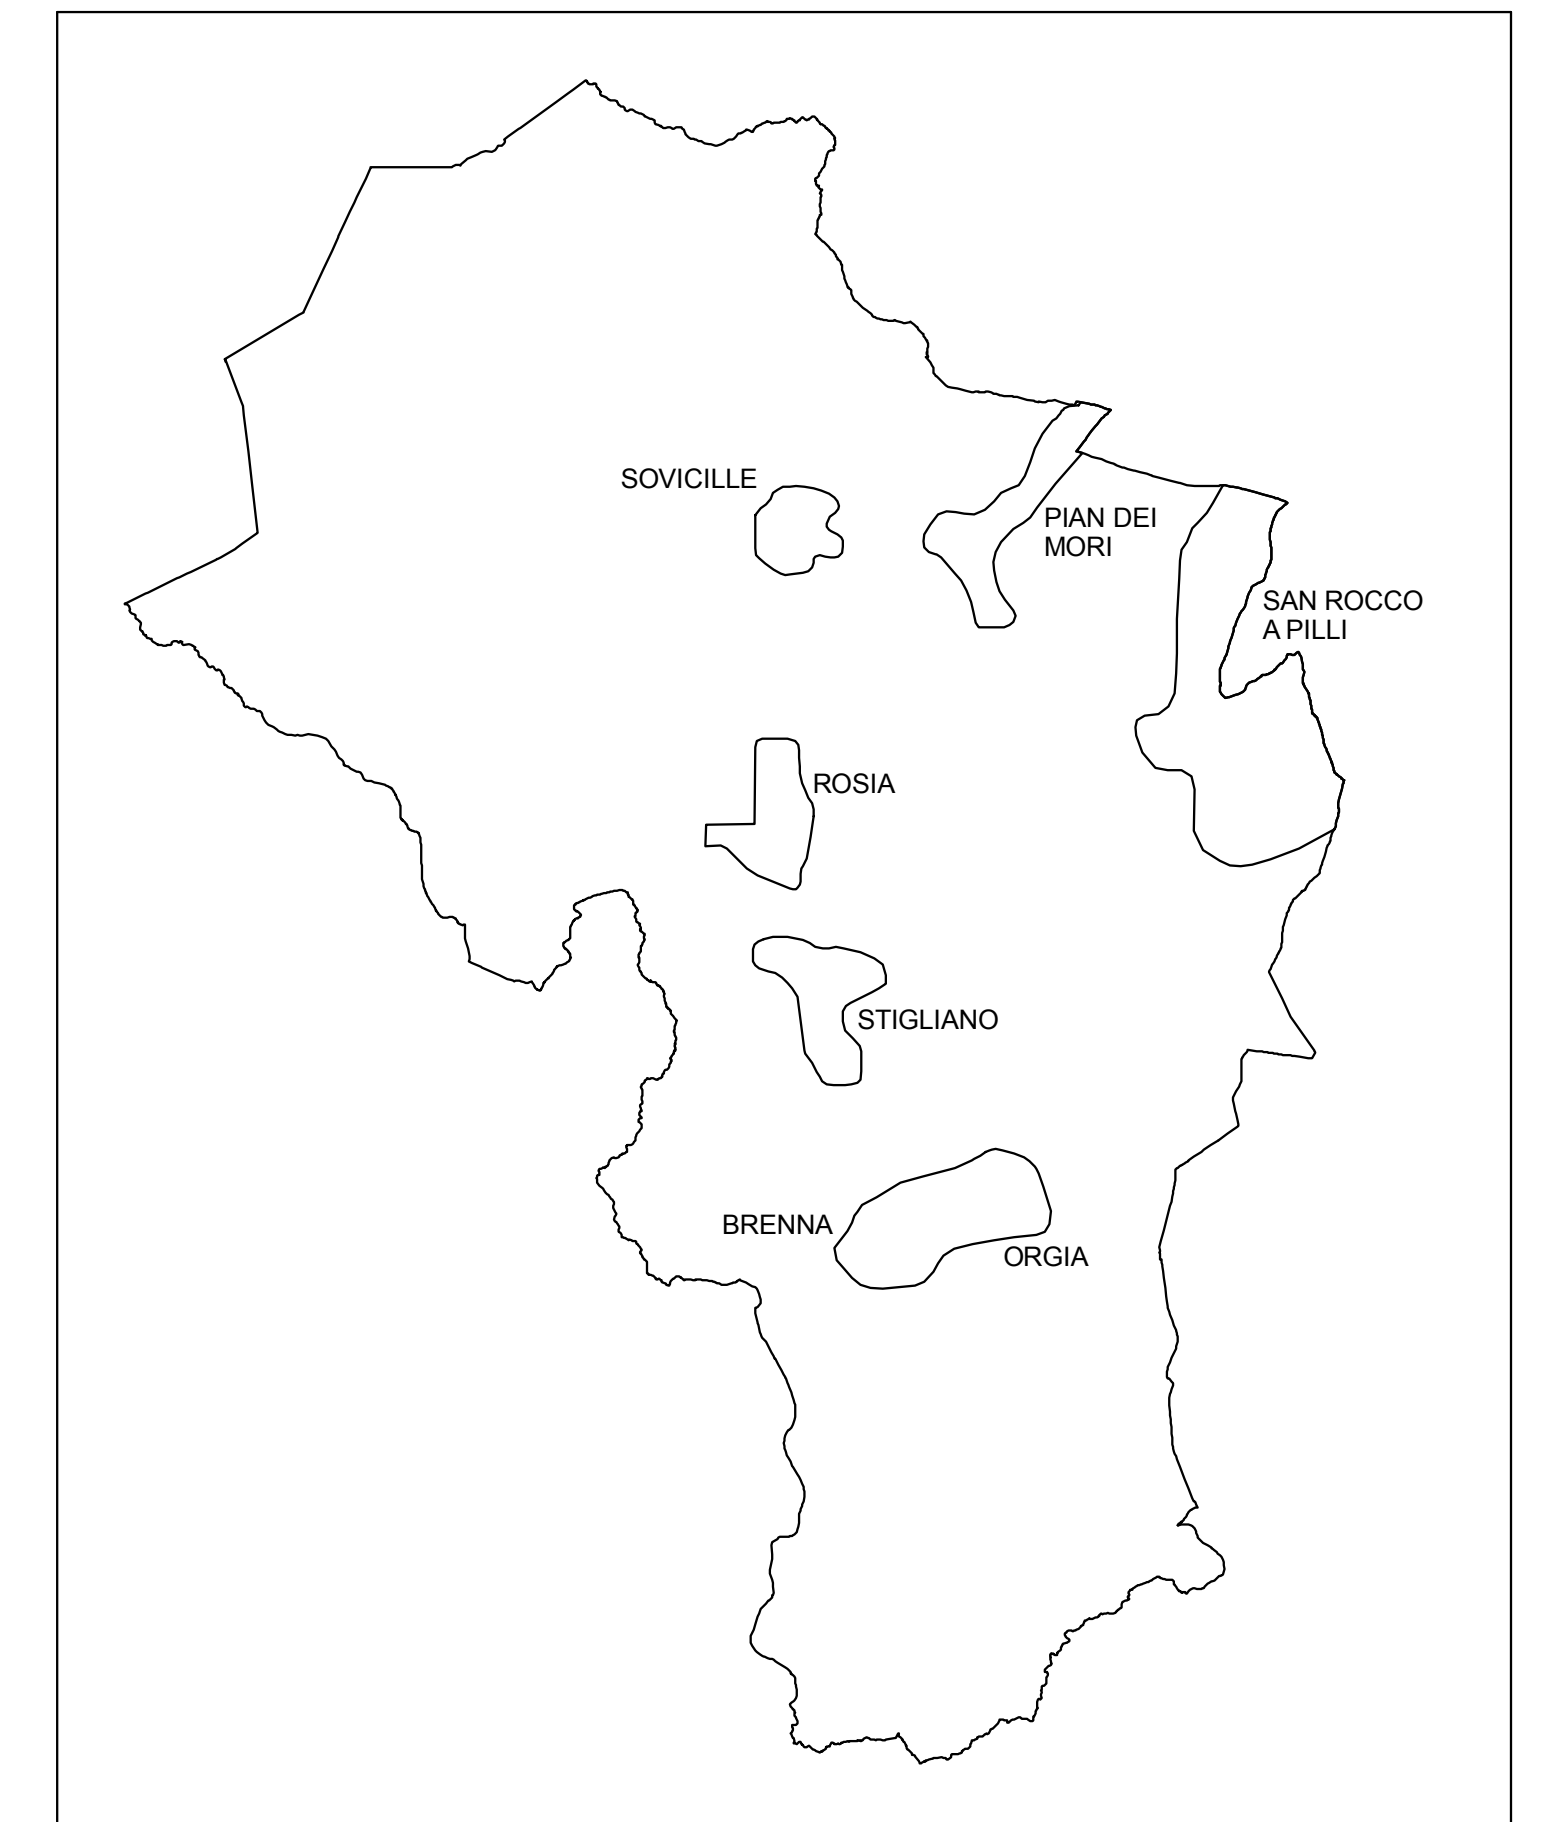 SOVICILLE
PIAN DEI
MORI
SAN ROCCO
A PILLI
ROSIA
STIGLIANO
BRENNA
ORGIA